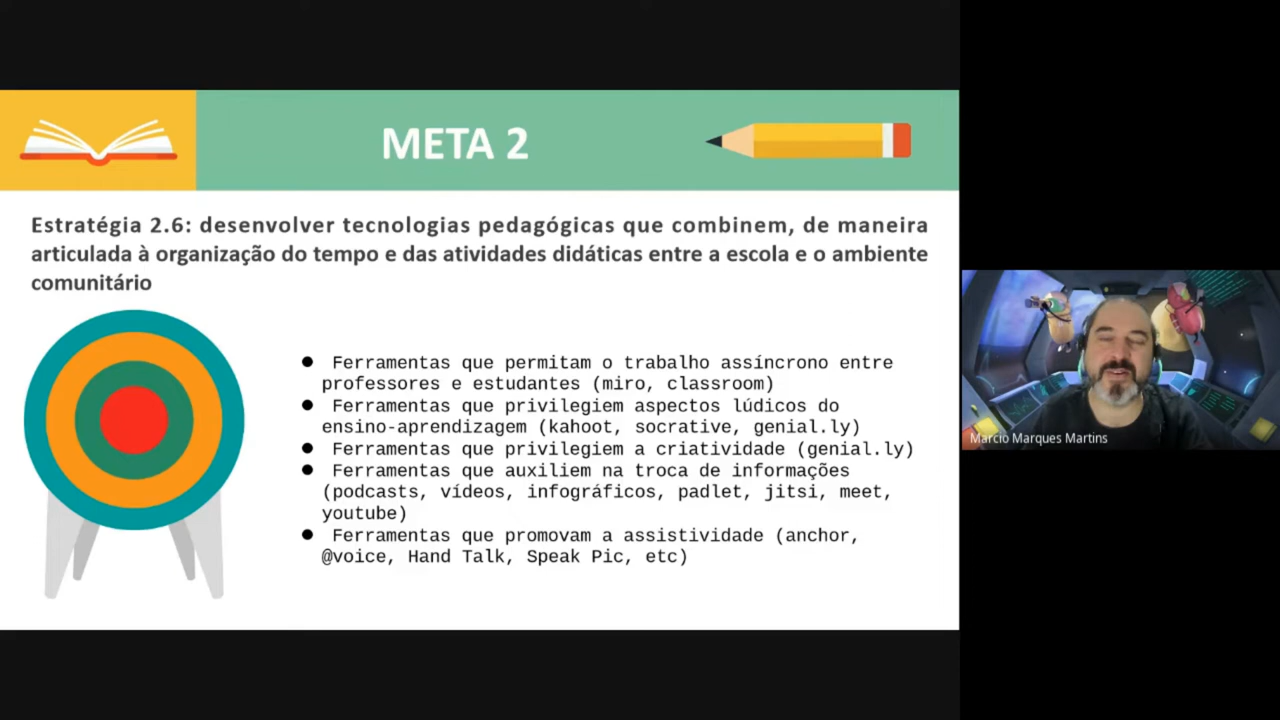 META 2
Estratégia 2.6: desenvolver tecnologias pedagógicas que combinem, de maneira
articulada à organização do tempo e das atividades didáticas entre a escola e o ambiente
comunitário
● Ferramentas que permitam o trabalho assíncrono entre
professores e estudantes (miro, classroom)
● Ferramentas que privilegiem aspectos lúdicos do
ensino-aprendizagem (kahoot, socrative, genial.ly)
● Ferramentas que privilegiem a criatividade (genial.ly)
● Ferramentas que auxiliem na troca de informações
(podcasts, vídeos, infográficos, padlet, jitsi, meet,
youtube)
● Ferramentas que promovam a assistividade (anchor,
@voice, Hand Talk, Speak Pic, etc)
Marcio Marques Martins